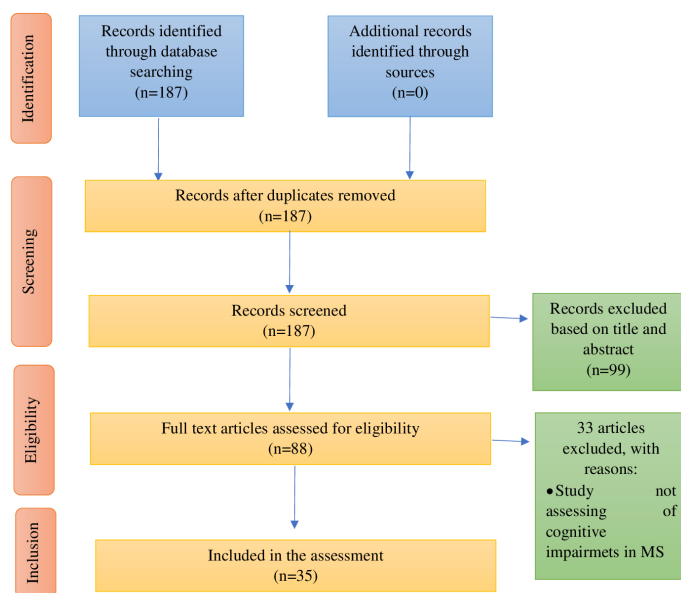 Identification
Records identified
through database
searching
(n=187)
Additional records
identified through
sources
(n=0)
Screening
Records after duplicates removed
(n=187)
Records screened
(n=187)
Records excluded
based on title and
abstract
(n=99)
Eligibility
Full text articles assessed for eligibility
(n=88)
33 articles
excluded, with
reasons:
•Study not
assessing of
cognitive
impairmets in MS
Inclusion
Included in the assessment
(n=35)